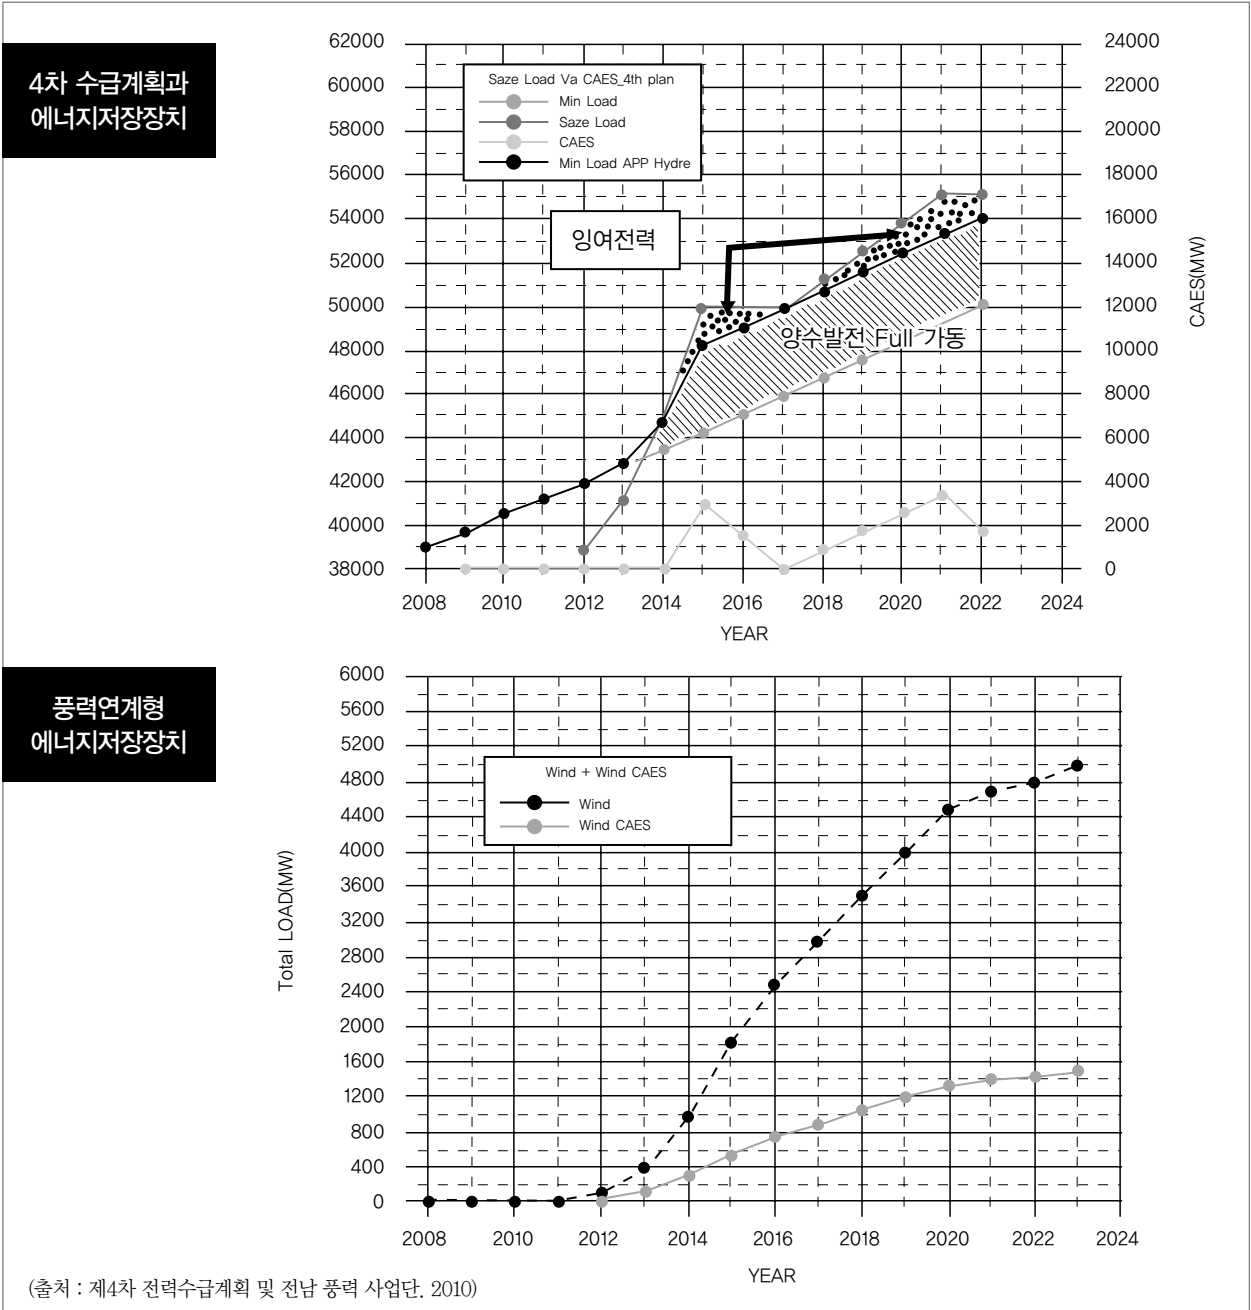 4차 수급계획과
에너지저장장치
62000
60000
58000
56000
54000
52000
50000
48000
46000
44000
42000
40000
38000
24000
22000
20000
18000
16000
14000
12000
10000
8000
6000
4000
2000
0
CAES(MW)
Saze Load Va CAES_4th plan
Min Load
Saze Load
CAES
Min Load APP Hydre
잉여전력
양수발전 Full 가동
2008 2010 2012 2014 2016 2018 2020 2022 2024
YEAR
풍력연계형
에너지저장장치
Total LOAD(MW)
6000
5600
5200
4800
4400
4000
3600
3200
2800
2400
2000
1600
1200
800
400
0
Wind + Wind CAES
Wind
Wind CAES
2008 2010 2012 2014 2016 2018 2020 2022 2024
YEAR
(출처 : 제4차 전력수급계획 및 전남 풍력 사업단. 2010)